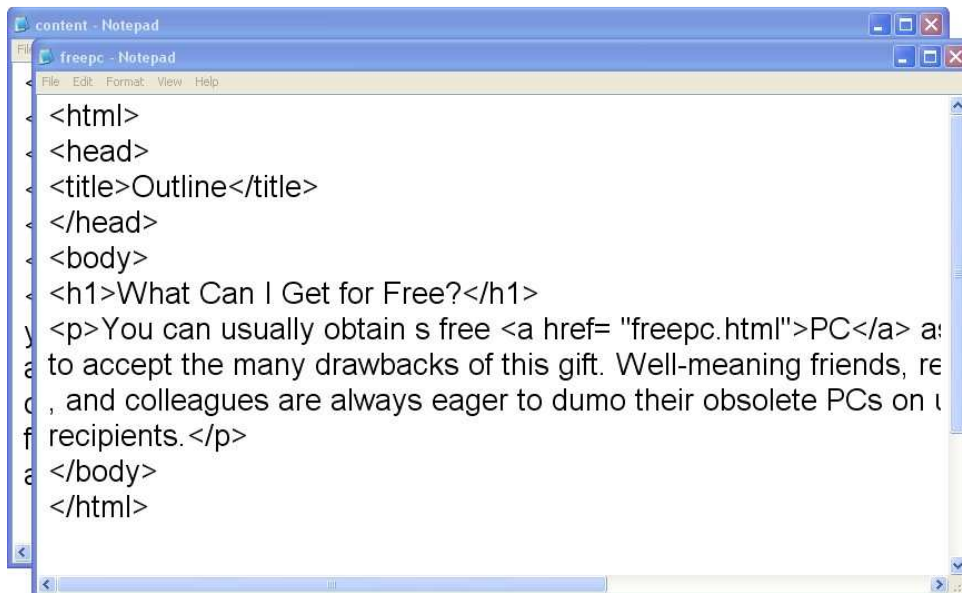 content - Notepad
freepc - Notepad
File Edit Format View Help
<html>
<head>
<title>Outline</title>
</head>
<body>
<h1>What Can I Get for Free?</h1>
<p>You can usually obtain s free <a href= "freepc.html">PC</a>
to accept the many drawbacks of this gift. Well-meaning friends,
, and colleagues are always eager to dumo their obsolete PCs on
recipients.</p>
</body>
</html>